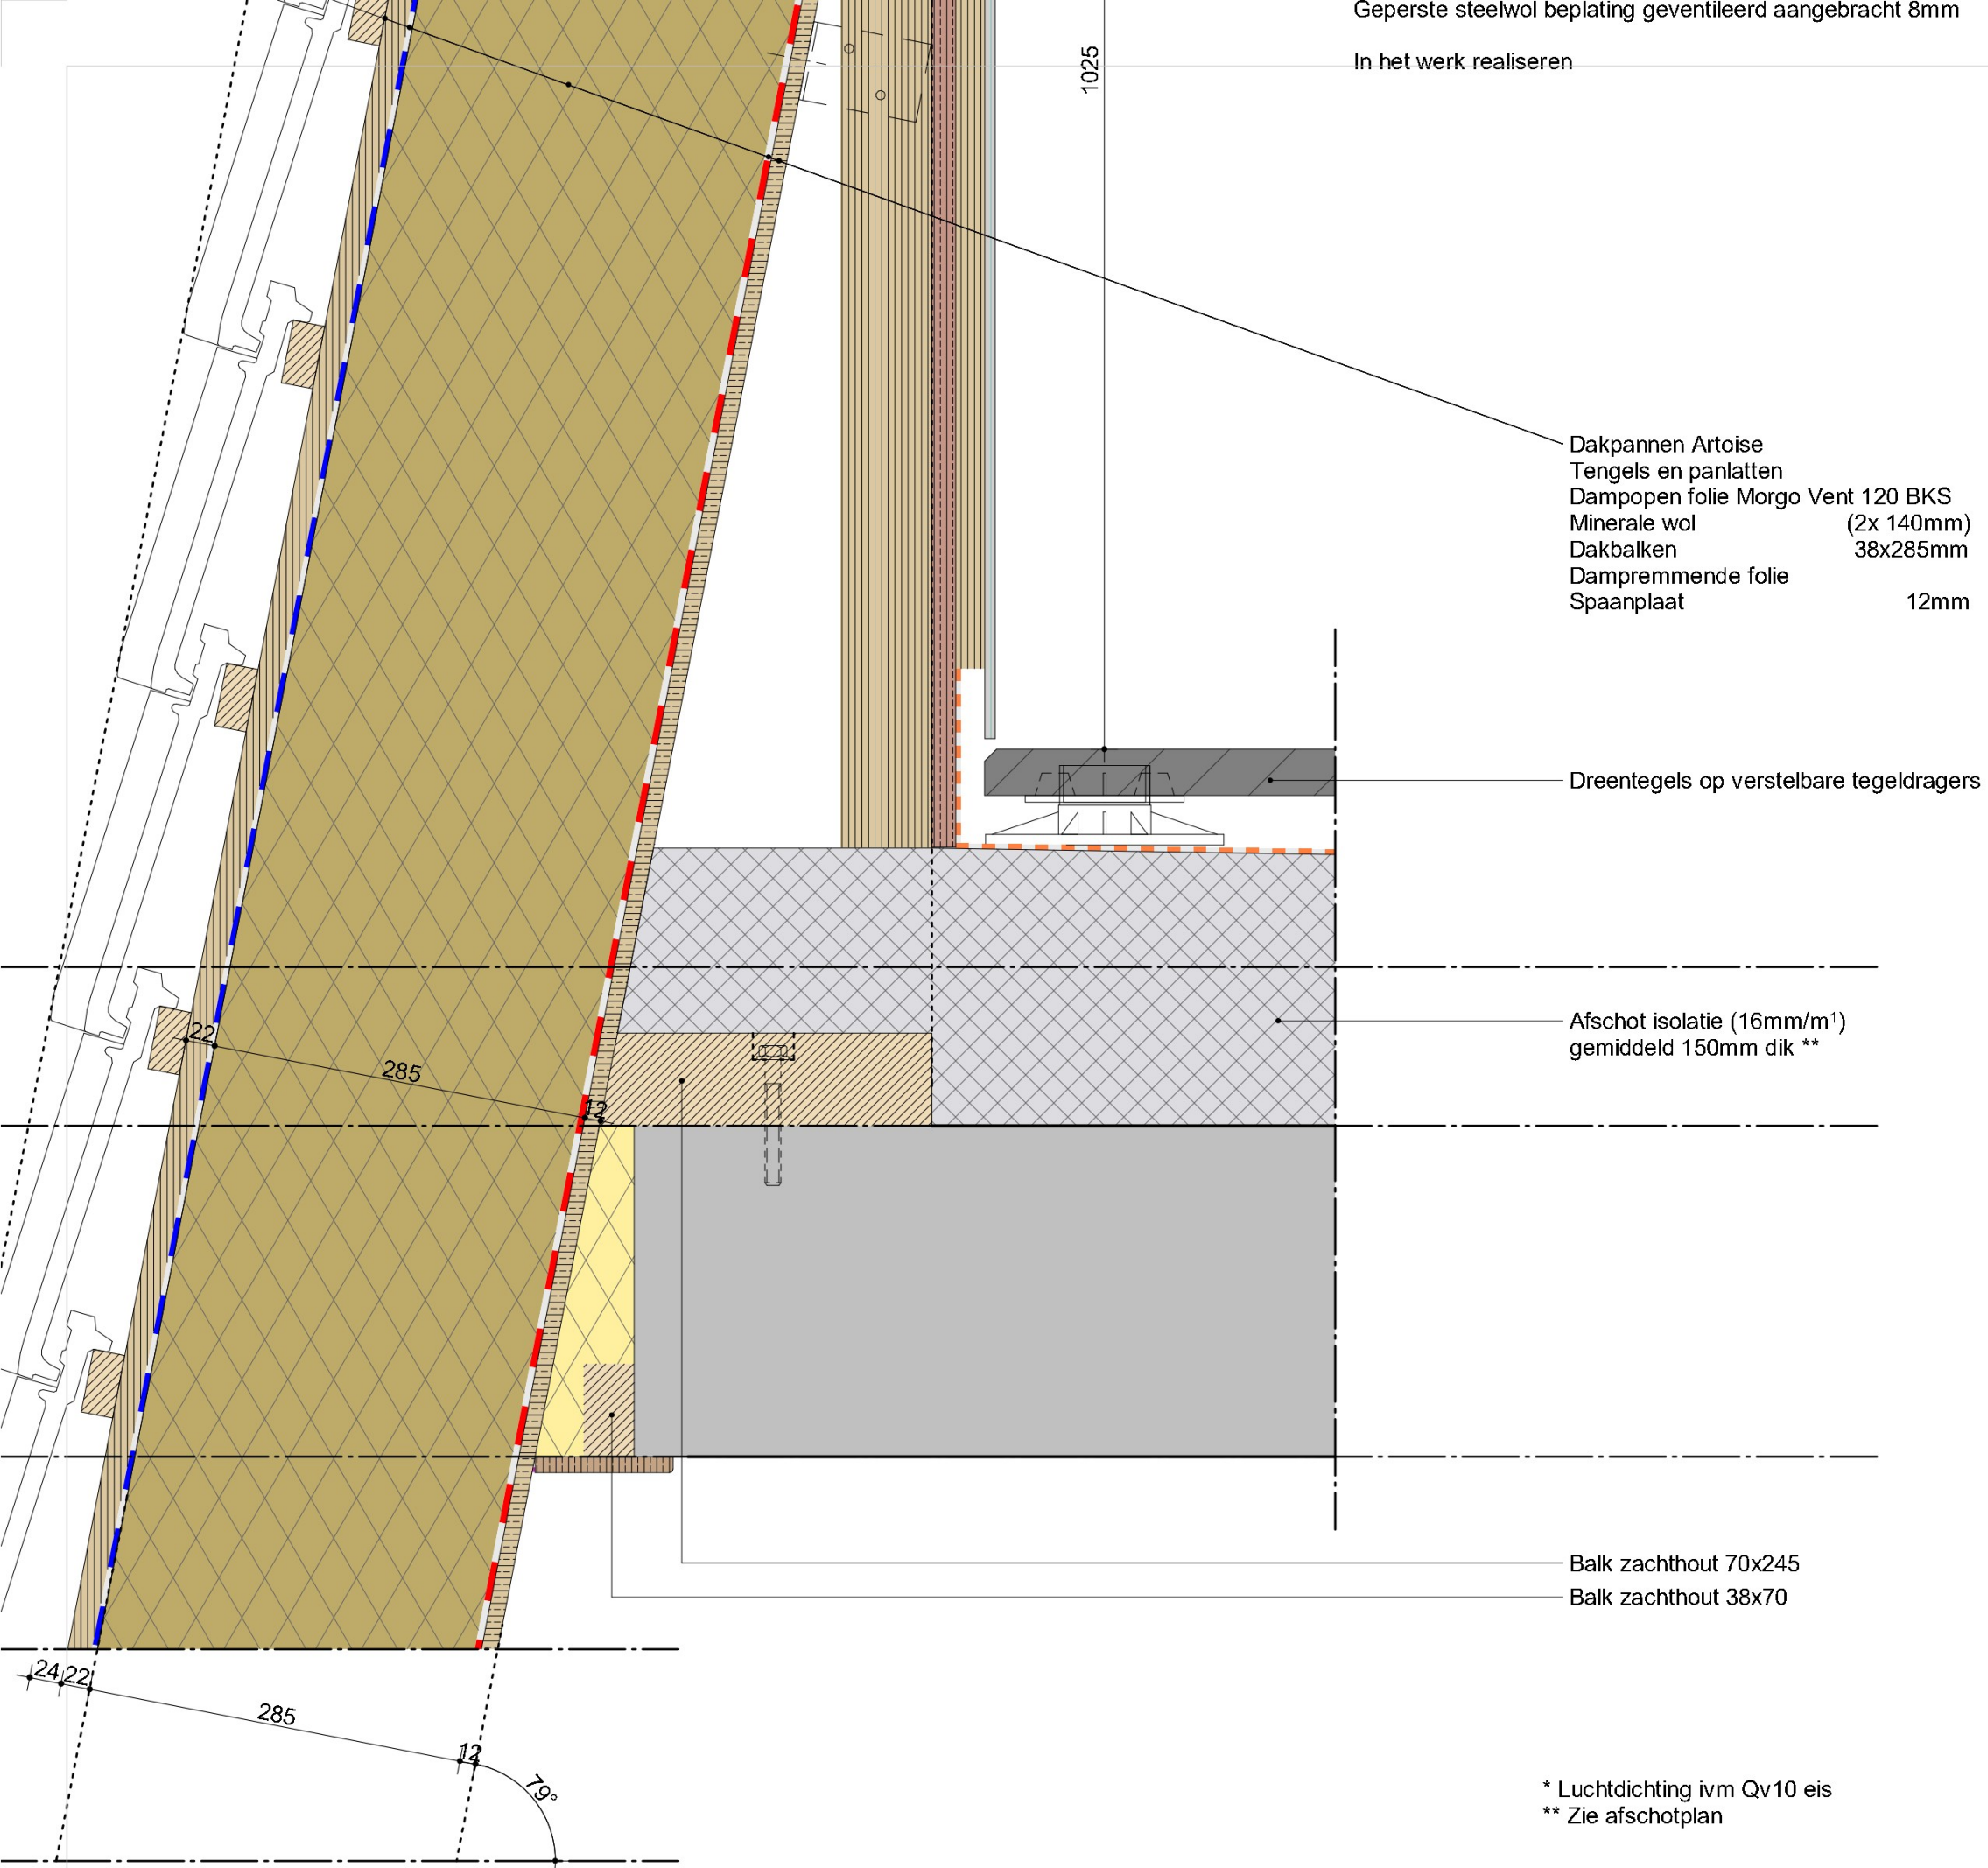 Geperste steelwol beplating geventileerd aangebracht 8mm
In het werk realiseren
1025
Dakpannen Artoise
Tengels en panlatten
Dampopen folie Morgo Vent 120 BKS
Minerale wol (2x 140mm)
Dakbalken 38x285mm
Dampremmende folie
Spaanplaat 12mm
Dreentegels op verstelbare tegeldragers
Afschot isolatie (16mm/m¹)
gemiddeld 150mm dik **
22 285 12
Balk zachthout 70x245
Balk zachthout 38x70
24 22 285 12
79°
* Luchtdichting ivm Qv10 eis
** Zie afschotplan